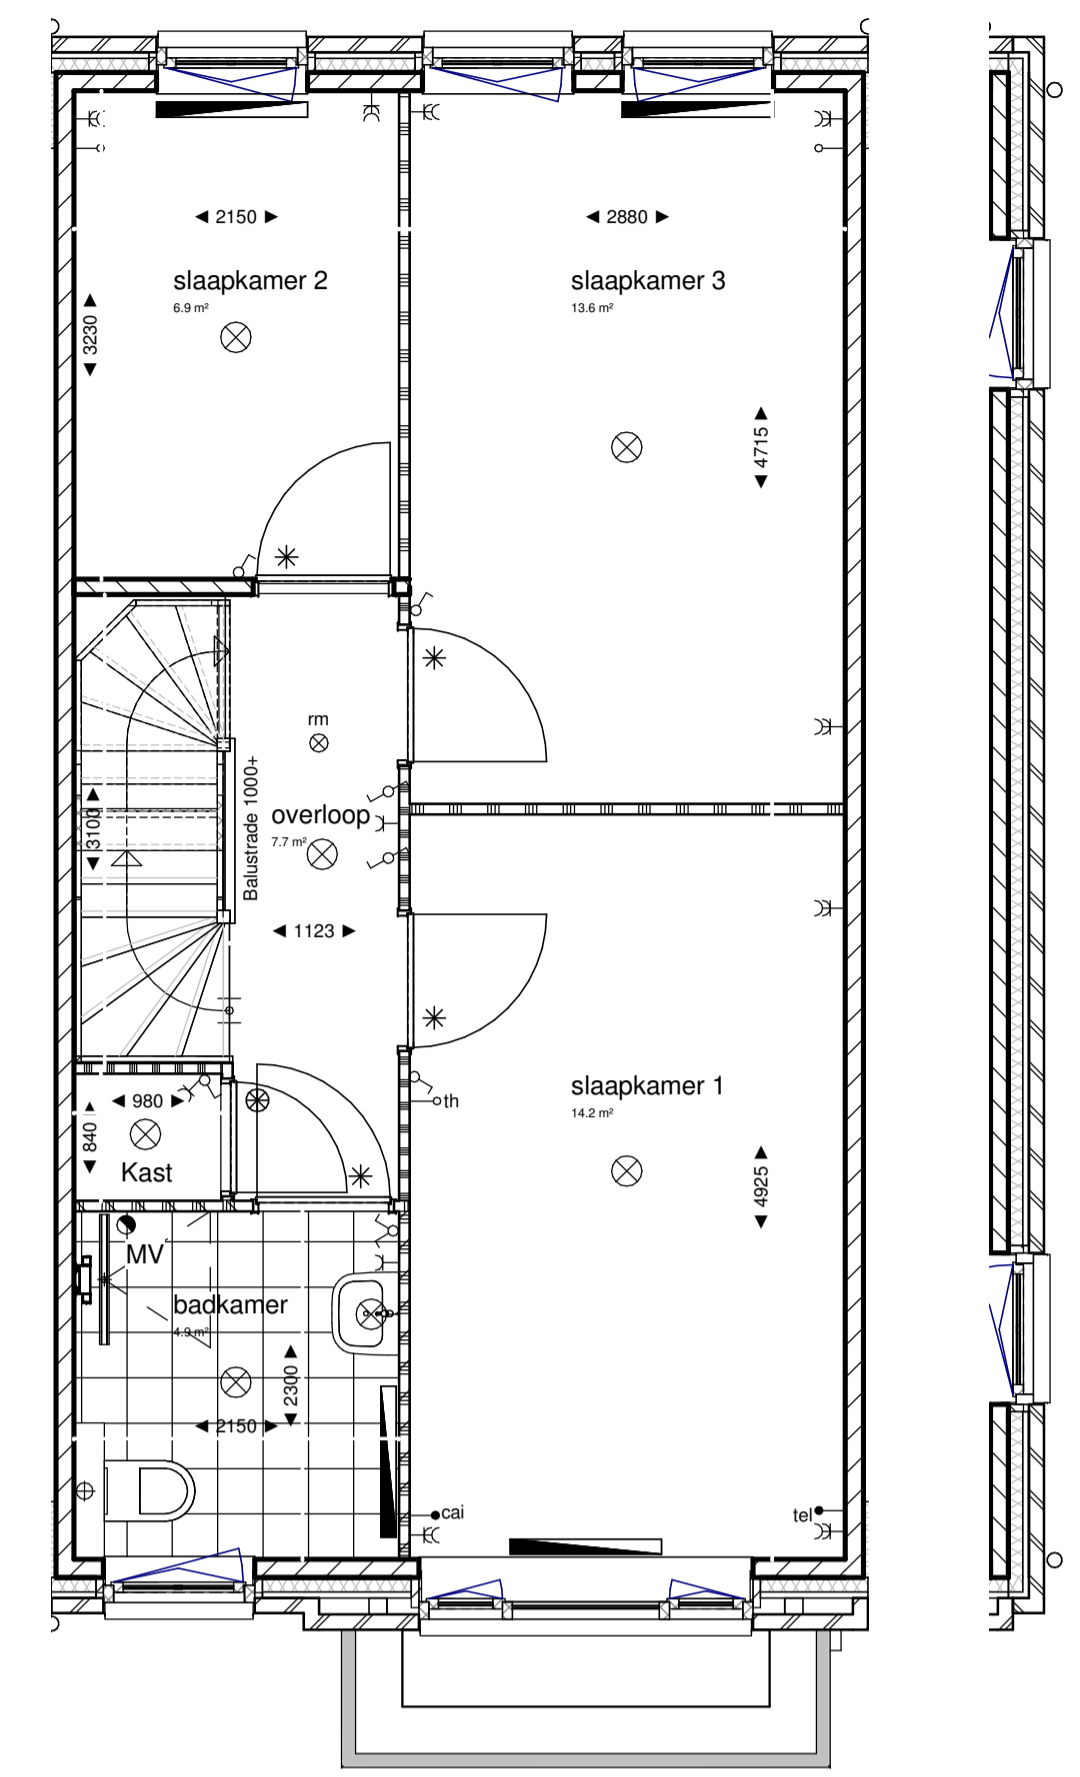 2150
2880
slaapkamer 2
6.9 m²
slaapkamer 3
13.6 m²
3230
4715
rm
Balustrade 1000+
overloop
7.7 m²
3100
1123
slaapkamer 1
14.2 m²
th
980
840
Kast
4925
MV
badkamer
4.9 m²
2300
2150
cai
tel